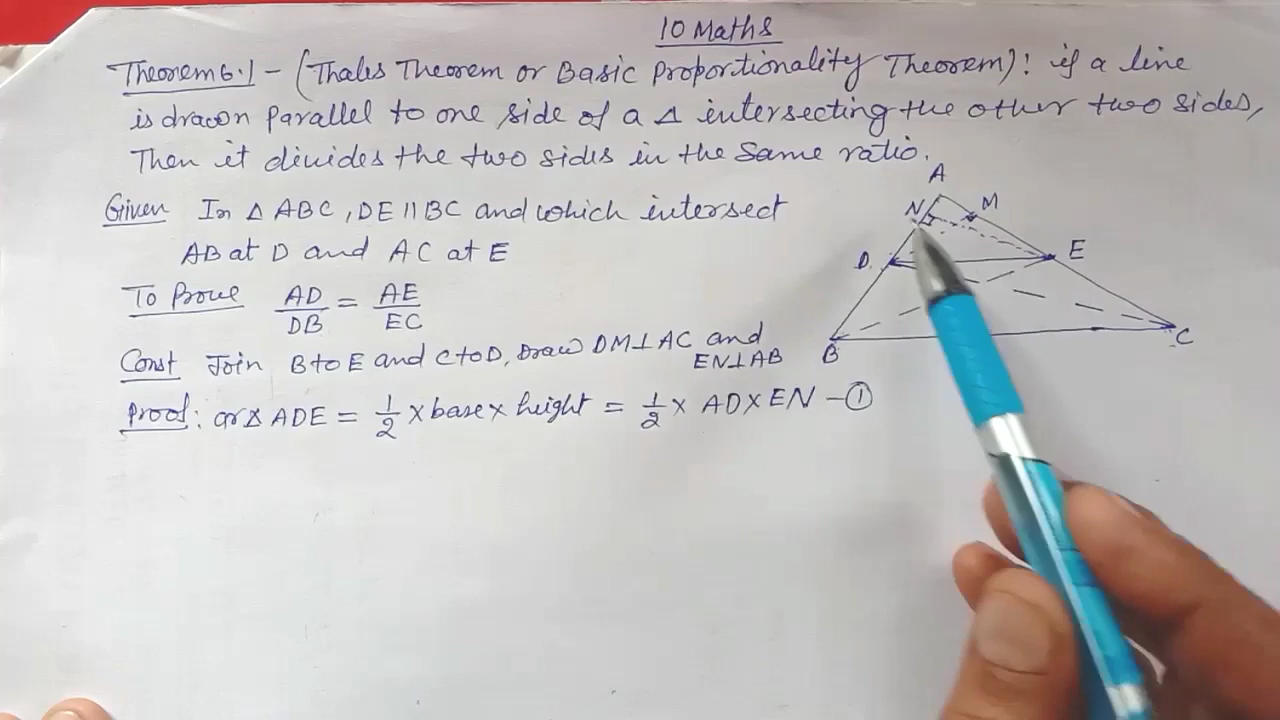 10 Maths
Theorem 6.1 - (Thales Theorem or Basic Proportionality Theorem): if a line
is drawn parallel to one side of a Δ intersecting the other two sides,
Then it divides the two sides in the same ratio.
Given In Δ ABC, DE || BC and which intersect
AB at D and AC at E
To Prove AD/DB = AE/EC
Const Join B to E and C to D, Draw DM⊥AC and
EN⊥AB
Proof: arΔ ADE = 1/2 × base × height = 1/2 × AD × EN - ①
A
N
M
D
E
B
C